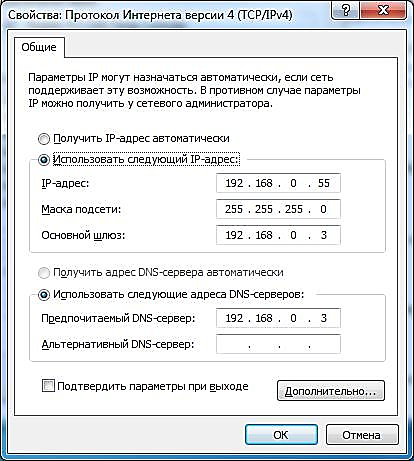 Свойства: Протокол Интернета версии 4 (TCP/IPv4)
Общие
Параметры IP могут назначаться автоматически, если сеть
поддерживает эту возможность. В противном случае параметры
IP можно получить у сетевого администратора.
Получить IP-адрес автоматически
Использовать следующий IP-адрес:
IP-адрес: 192 . 168 . 0 . 55
Маска подсети: 255 . 255 . 255 . 0
Основной шлюз: 192 . 168 . 0 . 3
Получить адрес DNS-сервера автоматически
Использовать следующие адреса DNS-серверов:
Предпочитаемый DNS-сервер: 192 . 168 . 0 . 3
Альтернативный DNS-сервер: . . .
Подтвердить параметры при выходе
Дополнительно...
ОК Отмена